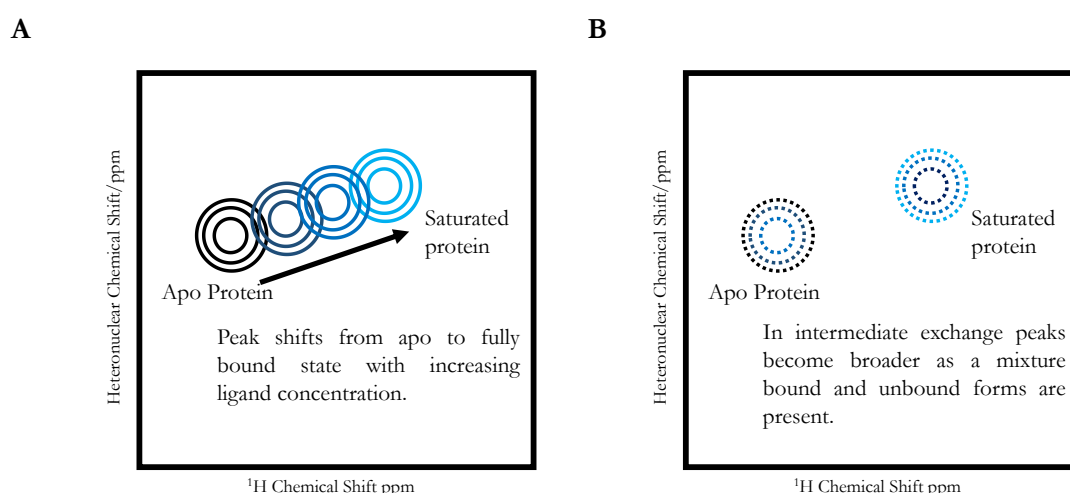 A
Heteronuclear Chemical Shift/ppm
Saturated
protein
Apo Protein
Peak shifts from apo to fully
bound state with increasing
ligand concentration.
¹H Chemical Shift ppm
B
Heteronuclear Chemical Shift/ppm
Saturated
protein
Apo Protein
In intermediate exchange peaks
become broader as a mixture
bound and unbound forms are
present.
¹H Chemical Shift ppm